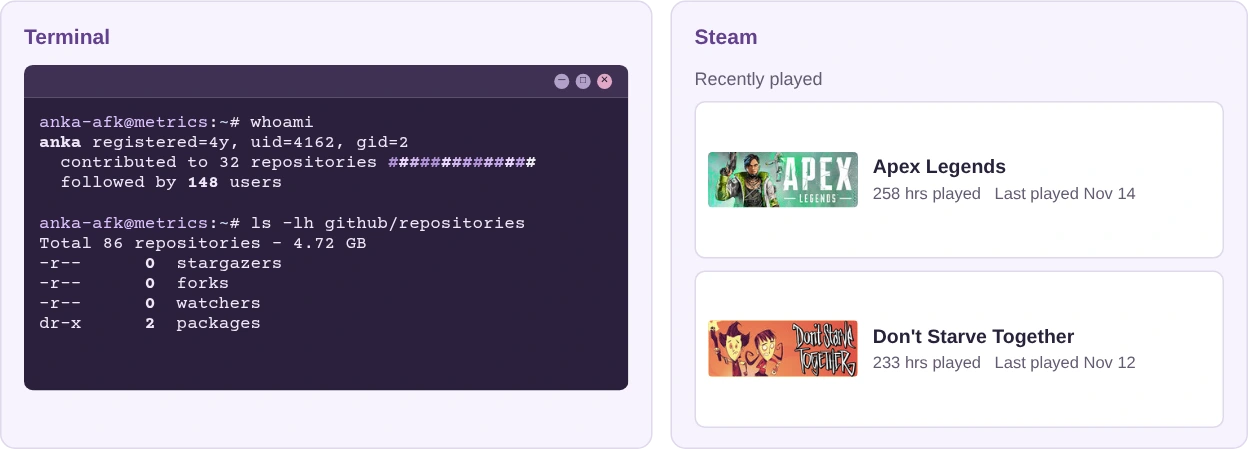 Terminal
anka-afk@metrics:~# whoami
anka registered=4y, uid=4162, gid=2
contributed to 32 repositories ##############
followed by 148 users
anka-afk@metrics:~# ls -lh github/repositories
Total 86 repositories - 4.72 GB
-r-- 0 stargazers
-r-- 0 forks
-r-- 0 watchers
dr-x 2 packages
Steam
Recently played
APEX
LEGENDS
Apex Legends
258 hrs played Last played Nov 14
Don't Starve
TOGETHER
Don't Starve Together
233 hrs played Last played Nov 12